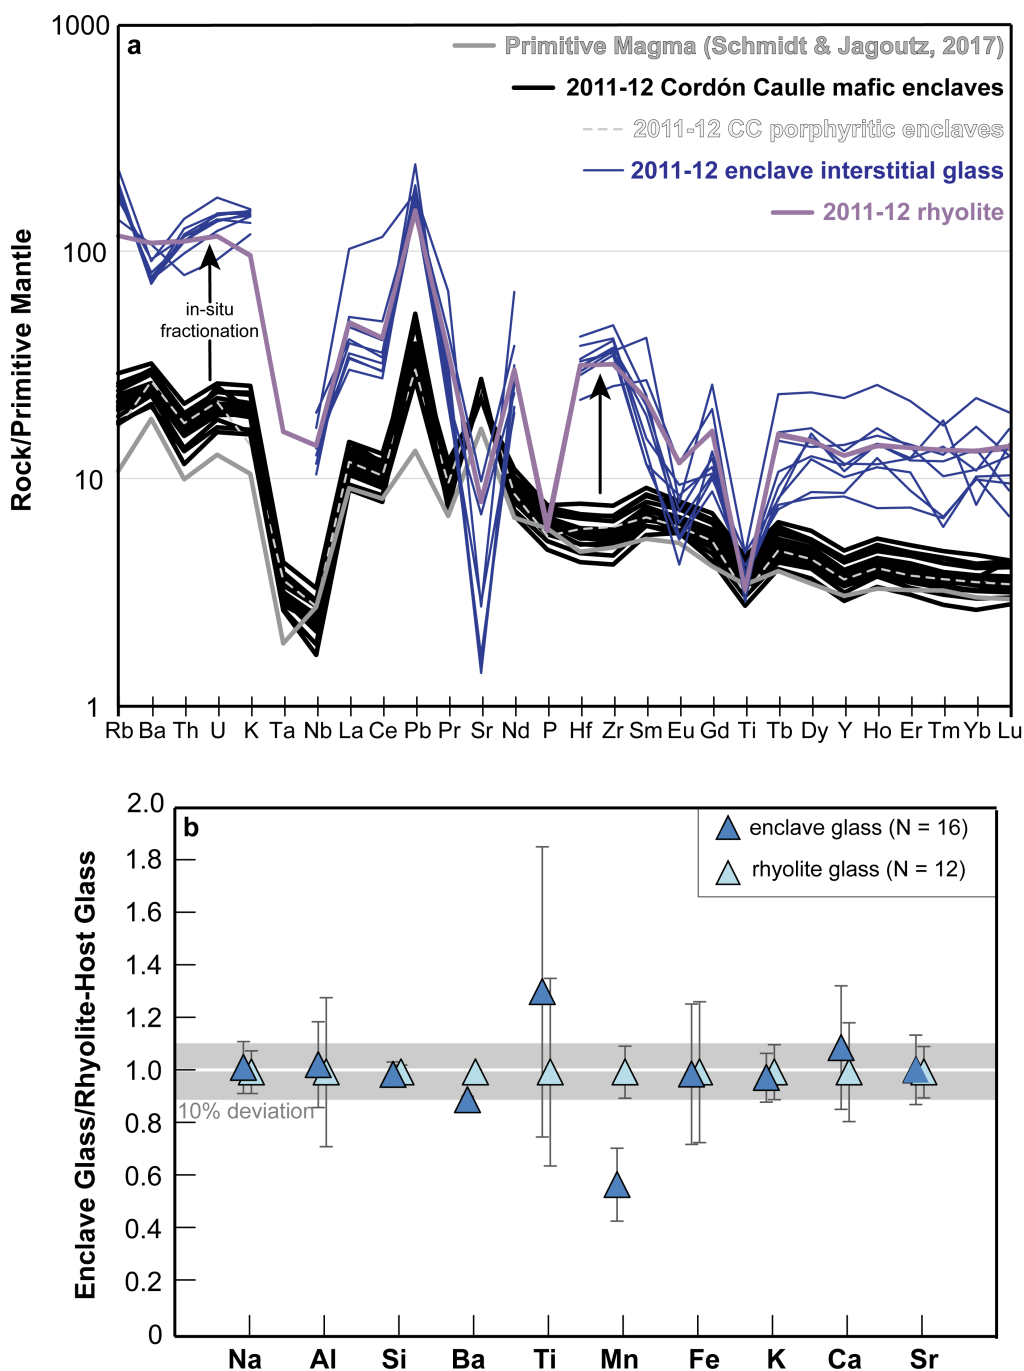 1000
a
Primitive Magma (Schmidt & Jagoutz, 2017)
2011-12 Cordón Caulle mafic enclaves
2011-12 CC porphyritic enclaves
2011-12 enclave interstitial glass
2011-12 rhyolite
100
in-situ
fractionation
Rock/Primitive Mantle
10
1
Rb Ba Th U K Ta Nb La Ce Pb Pr Sr Nd P Hf Zr Sm Eu Gd Ti Tb Dy Y Ho Er Tm Yb Lu
2.0
b
enclave glass (N = 16)
rhyolite glass (N = 12)
1.8
1.6
1.4
1.2
1.0
10% deviation
0.8
0.6
0.4
0.2
0
Enclave Glass/Rhyolite-Host Glass
Na Al Si Ba Ti Mn Fe K Ca Sr